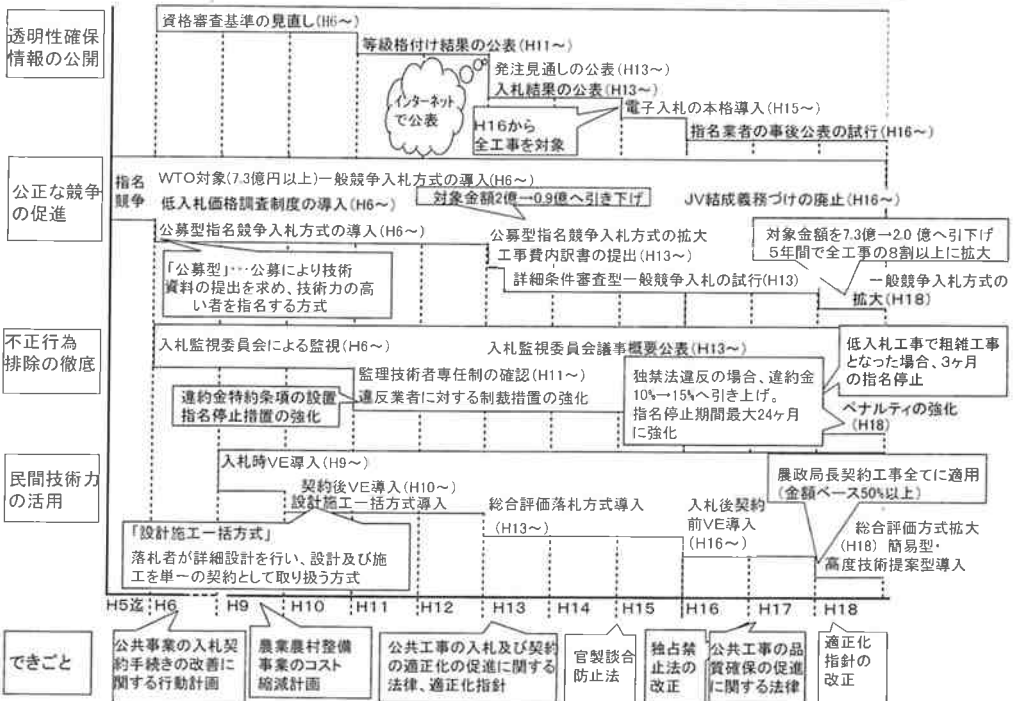 透明性確保
情報の公開
資格審査基準の見直し(H6～)
等級格付け結果の公表(H11～)
インターネット
で公表
発注見通しの公表(H13～)
入札結果の公表(H13～)
H16から
全工事を対象
電子入札の本格導入(H15～)
指名業者の事後公表の試行(H16～)
公正な競争
の促進
指名
競争
WTO対象(7.3億円以上)一般競争入札方式の導入(H6～)
低入札価格調査制度の導入(H6～)
対象金額2億→0.9億へ引き下げ
JV結成義務づけの廃止(H16～)
公募型指名競争入札方式の導入(H6～)
「公募型」…公募により技術
資料の提出を求め、技術力の高
い者を指名する方式
公募型指名競争入札方式の拡大
工事費内訳書の提出(H13～)
詳細条件審査型一般競争入札の試行(H13)
対象金額を7.3億→2.0 億へ引下げ
5年間で全工事の8割以上に拡大
一般競争入札方式の
拡大(H18)
不正行為
排除の徹底
入札監視委員会による監視(H6～)
入札監視委員会議事概要公表(H13～)
監理技術者専任制の確認(H11～)
違反業者に対する制裁措置の強化
違約金特約条項の設置
指名停止措置の強化
独禁法違反の場合、違約金
10%→15%へ引き上げ。
指名停止期間最大24ヶ月
に強化
低入札工事で粗雑工事
となった場合、3ヶ月
の指名停止
ペナルティの強化
(H18)
民間技術力
の活用
入札時VE導入(H9～)
契約後VE導入(H10～)
設計施工一括方式導入
「設計施工一括方式」
落札者が詳細設計を行い、設計及び施
工を単一の契約として取り扱う方式
総合評価落札方式導入
(H13～)
入札後契約
前VE導入
(H16～)
農政局長契約工事全てに適用
(金額ベース50%以上)
総合評価方式拡大
(H18) 簡易型・
高度技術提案型導入
H5迄 H6 H9 H10 H11 H12 H13 H14 H15 H16 H17 H18
できごと
公共事業の入札契
約手続きの改善に
関する行動計画
農業農村整備
事業のコスト
縮減計画
公共工事の入札及び契約
の適正化の促進に関する
法律、適正化指針
官製談合
防止法
独占禁
止法の
改正
公共工事の品
質確保の促進
に関する法律
適正化
指針の
改正